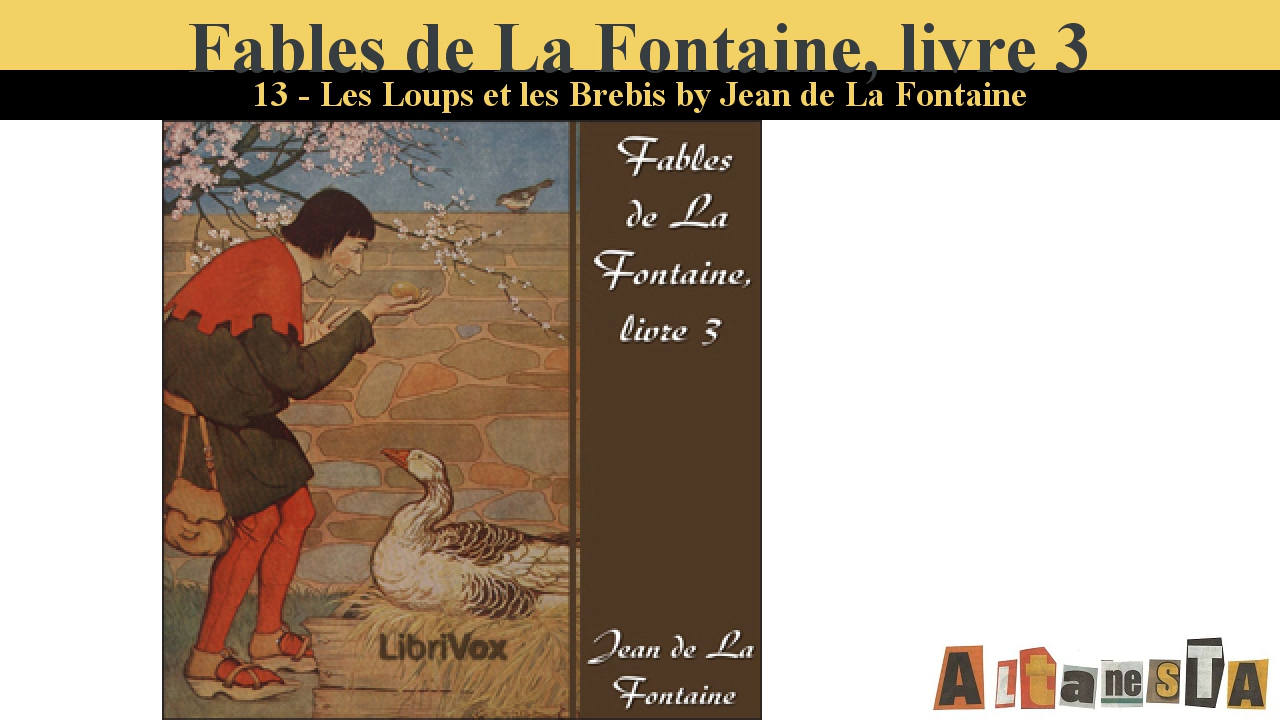 Fables de La Fontaine, livre 3
13 - Les Loups et les Brebis by Jean de La Fontaine
Fables
de La
Fontaine,
livre 3
LibriVox
Jean de La
Fontaine
AlTanesTA